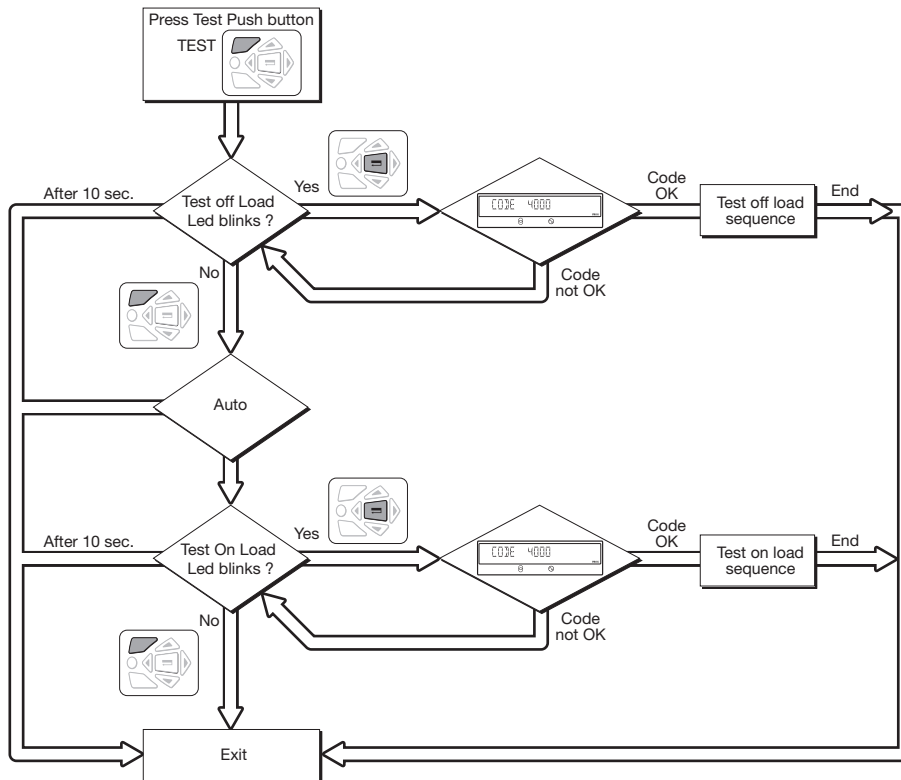 Press Test Push button
TEST
After 10 sec.
Test off Load
Led blinks ?
Yes
CODE 4000
Code
OK
Test off load
sequence
End
No
Code
not OK
Auto
After 10 sec.
Test On Load
Led blinks ?
Yes
CODE 4000
Code
OK
Test on load
sequence
End
No
Code
not OK
Exit